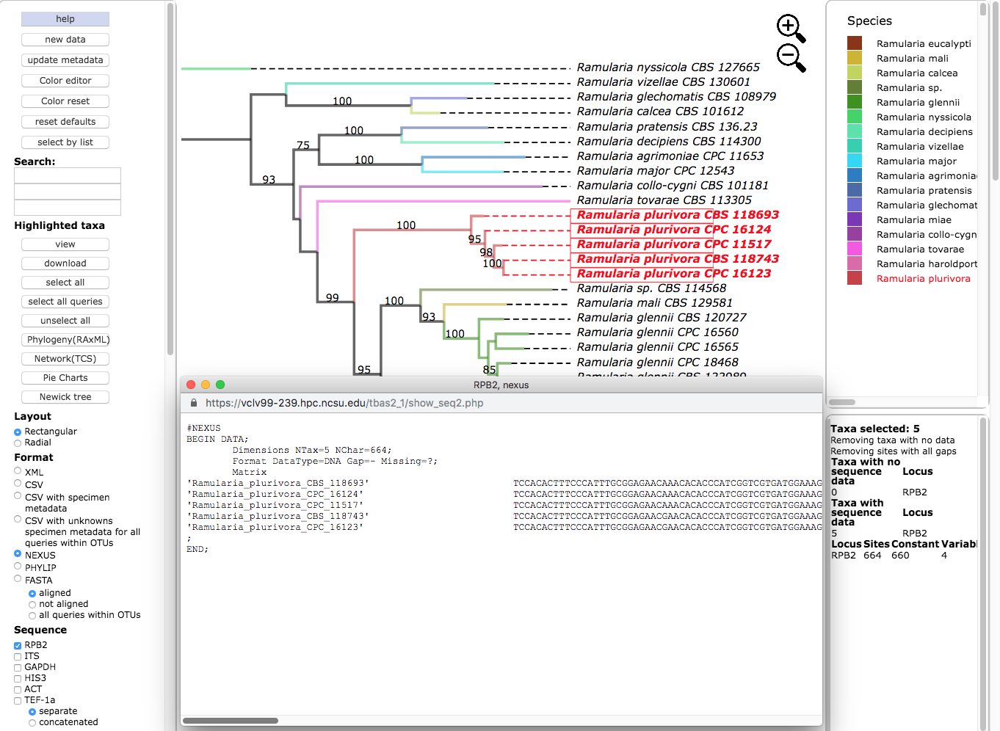 help
new data
update metadata
Color editor
Color reset
reset defaults
select by list
Search:
Highlighted taxa
view
download
select all
select all queries
unselect all
Phylogeny(RAxML)
Network(TCS)
Pie Charts
Newick tree
Layout
Rectangular
Radial
Format
XML
CSV
CSV with specimen
metadata
CSV with unknowns
specimen metadata for all
queries within OTUs
NEXUS
PHYLIP
FASTA
aligned
not aligned
all queries within OTUs
Sequence
RPB2
ITS
GAPDH
HIS3
ACT
TEF-1a
separate
concatenated
Ramularia nyssicola CBS 127665
Ramularia vizellae CBS 130601
100
Ramularia glechomatis CBS 108979
Ramularia calcea CBS 101612
100
Ramularia pratensis CBS 136.23
75
Ramularia decipiens CBS 114300
100
Ramularia agrimoniae CPC 11653
Ramularia major CPC 12543
93
Ramularia collo-cygni CBS 101181
Ramularia tovarae CBS 113305
100
Ramularia plurivora CBS 118693
Ramularia plurivora CPC 16124
95
Ramularia plurivora CPC 11517
98
Ramularia plurivora CBS 118743
100
Ramularia plurivora CPC 16123
Ramularia sp. CBS 114568
99
100
Ramularia mali CBS 129581
93
Ramularia glennii CBS 120727
100
Ramularia glennii CPC 16560
Ramularia glennii CPC 16565
Ramularia glennii CPC 18468
95
85
Ramularia glennii CBS 122989
RPB2, nexus
https://vclv99-239.hpc.ncsu.edu/tbas2_1/show_seq2.php
#NEXUS
BEGIN DATA;
Dimensions NTax=5 NChar=664;
Format DataType=DNA Gap=- Missing=?;
Matrix
'Ramularia_plurivora_CBS_118693' TCCACACTTTCCCATTTGCGGAGAACAAACACACCCATCGGTCGTGATGGAAAG
'Ramularia_plurivora_CPC_16124' TCCACACTTTCCCATTTGCGGAGAACAAACACACCCATCGGTCGTGATGGAAAG
'Ramularia_plurivora_CPC_11517' TCCACACTTTCCCATTTGCGGAGAACAAACACACCCATCGGTCGTGATGGAAAG
'Ramularia_plurivora_CBS_118743' TCCACACTTTCCCATTTGCGGAGAACGAACACACCCATCGGTCGTGATGGAAAG
'Ramularia_plurivora_CPC_16123' TCCACACTTTCCCATTTGCGGAGAACGAACACACCCATCGGTCGTGATGGAAAG
;
END;
Species
Ramularia eucalypti
Ramularia mali
Ramularia calcea
Ramularia sp.
Ramularia glennii
Ramularia nyssicola
Ramularia decipiens
Ramularia vizellae
Ramularia major
Ramularia agrimonia
Ramularia pratensis
Ramularia glechomat
Ramularia miae
Ramularia collo-cygn
Ramularia tovarae
Ramularia haroldport
Ramularia plurivora
Taxa selected: 5
Removing taxa with no data
Removing sites with all gaps
Taxa with no
sequence Locus
data
0 RPB2
Taxa with
sequence Locus
data
5 RPB2
Locus Sites Constant Variabl
RPB2 664 660 4